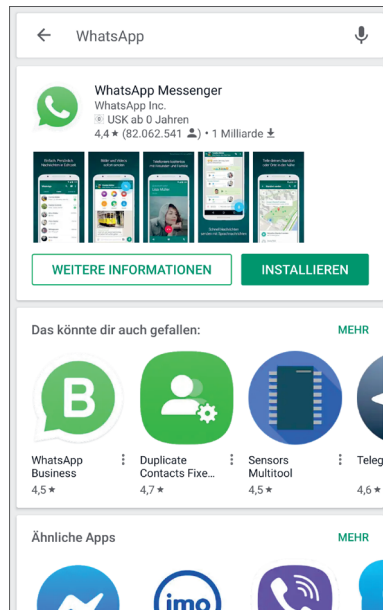 WhatsApp
WhatsApp Messenger
WhatsApp Inc.
USK ab 0 Jahren
4,4 ★ (82.062.541) • 1 Milliarde
WEITERE INFORMATIONEN
INSTALLIEREN
Das könnte dir auch gefallen:
MEHR
WhatsApp
Business
4,5 ★
Duplicate
Contacts Fixe...
4,7 ★
Sensors
Multitool
4,5 ★
Teleg
4,6 ★
Ähnliche Apps
MEHR
imo